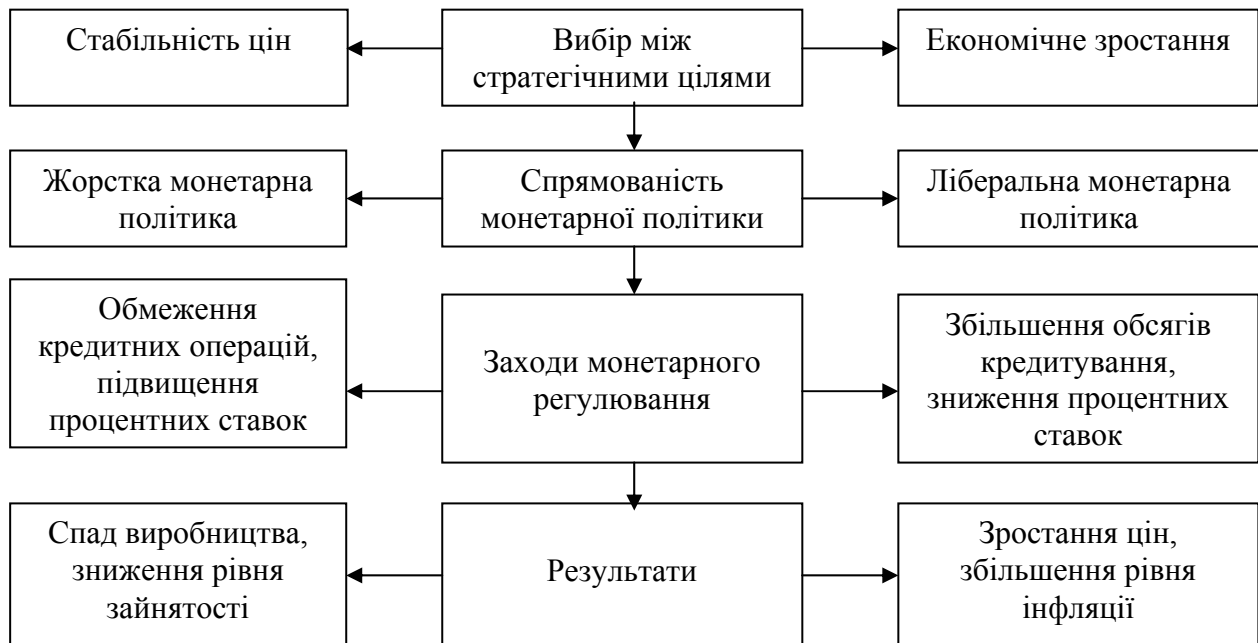 Стабільність цін
Вибір між
стратегічними цілями
Економічне зростання
Жорстка монетарна
політика
Спрямованість
монетарної політики
Ліберальна монетарна
політика
Обмеження
кредитних операцій,
підвищення
процентних ставок
Заходи монетарного
регулювання
Збільшення обсягів
кредитування,
зниження процентних
ставок
Спад виробництва,
зниження рівня
зайнятості
Результати
Зростання цін,
збільшення рівня
інфляції